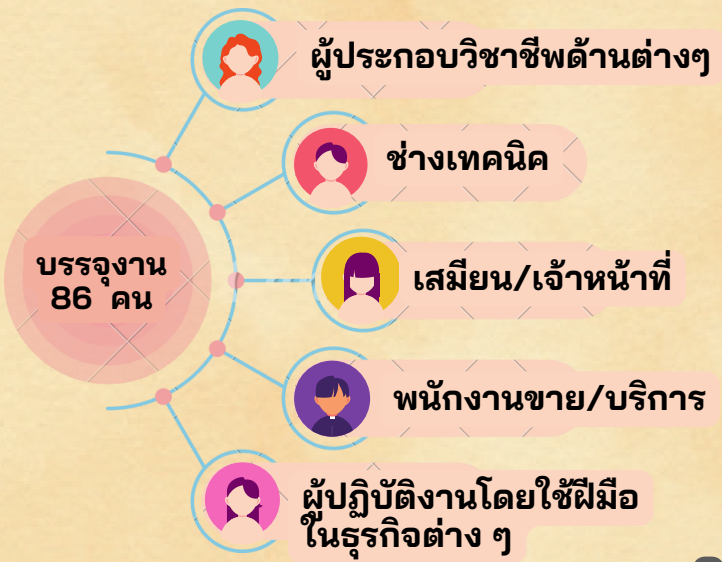 ผู้ประกอบวิชาชีพด้านต่างๆ
ช่างเทคนิค
บรรจุงาน
86 คน
เสมียน/เจ้าหน้าที่
พนักงานขาย/บริการ
ผู้ปฏิบัติงานโดยใช้ฝีมือ
ในธุรกิจต่าง ๆ